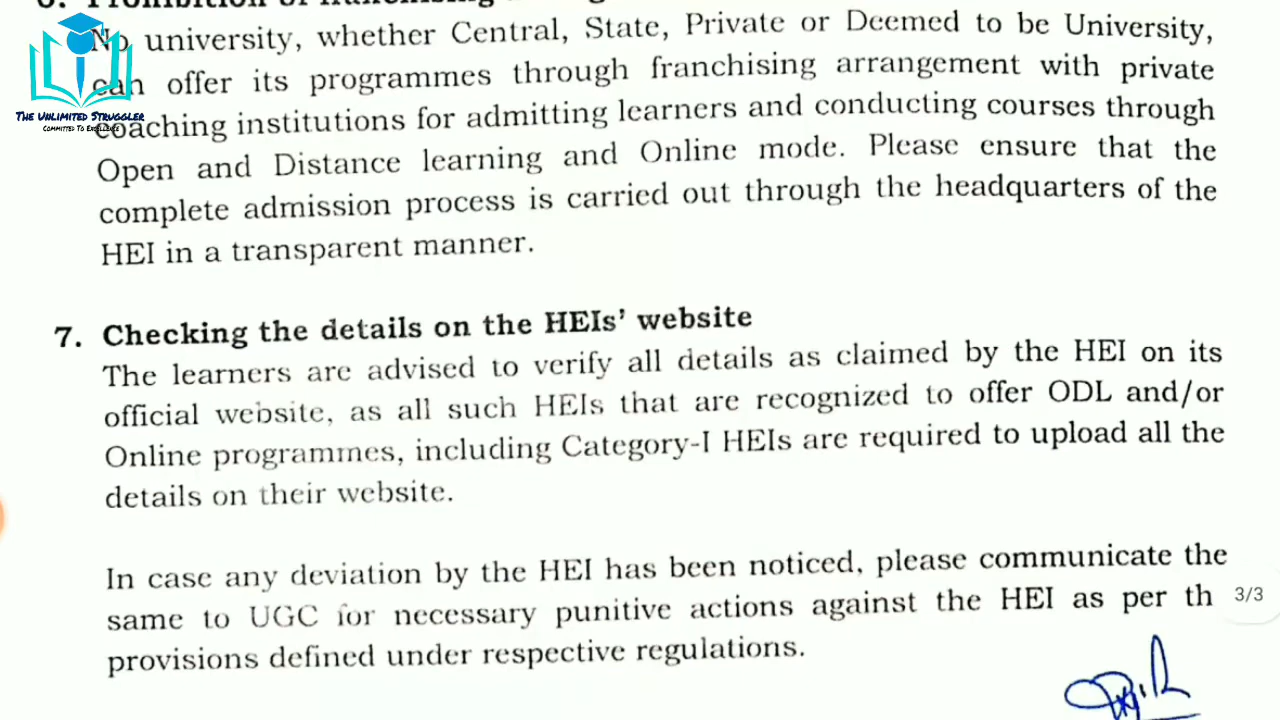 No university, whether Central, State, Private or Deemed to be University,
can offer its programmes through franchising arrangement with private
THE UNLIMITED STRUGGLER
COMMITTED TO EXCELLENCE
coaching institutions for admitting learners and conducting courses through
Open and Distance learning and Online mode. Please ensure that the
complete admission process is carried out through the headquarters of the
HEI in a transparent manner.
7. Checking the details on the HEIs' website
The learners are advised to verify all details as claimed by the HEI on its
official website, as all such HEIs that are recognized to offer ODL and/or
Online programmes, including Category-I HEIs are required to upload all the
details on their website.
In case any deviation by the HEI has been noticed, please communicate the
same to UGC for necessary punitive actions against the HEI as per th
3/3
provisions defined under respective regulations.